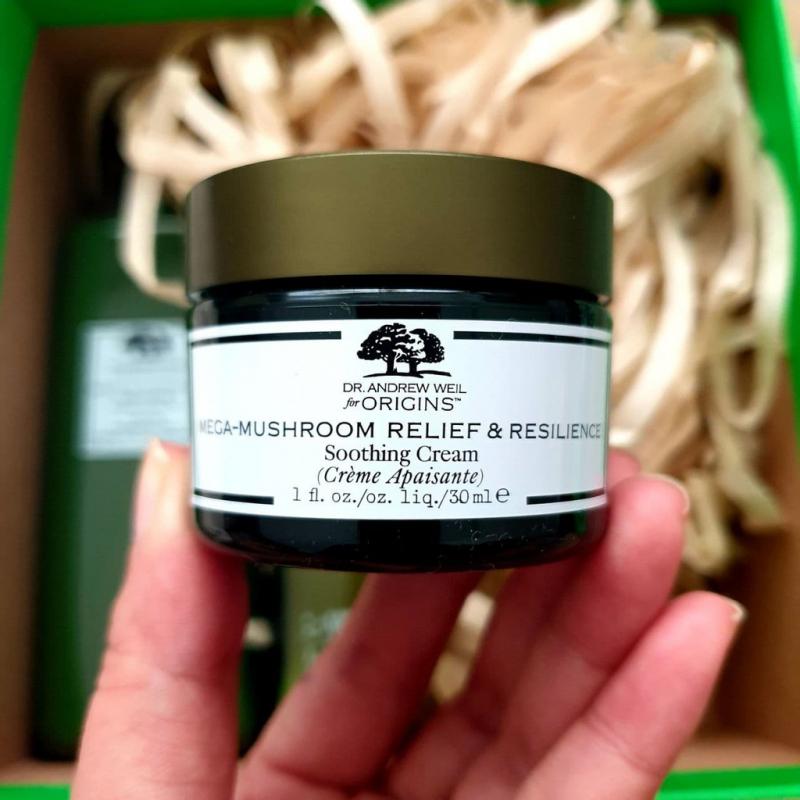 DR. ANDREW WEIL
for ORIGINS™
MEGA-MUSHROOM RELIEF & RESILIENCE
Soothing Cream
(Crème Apaisante)
1 fl. oz./oz. liq./30 ml e